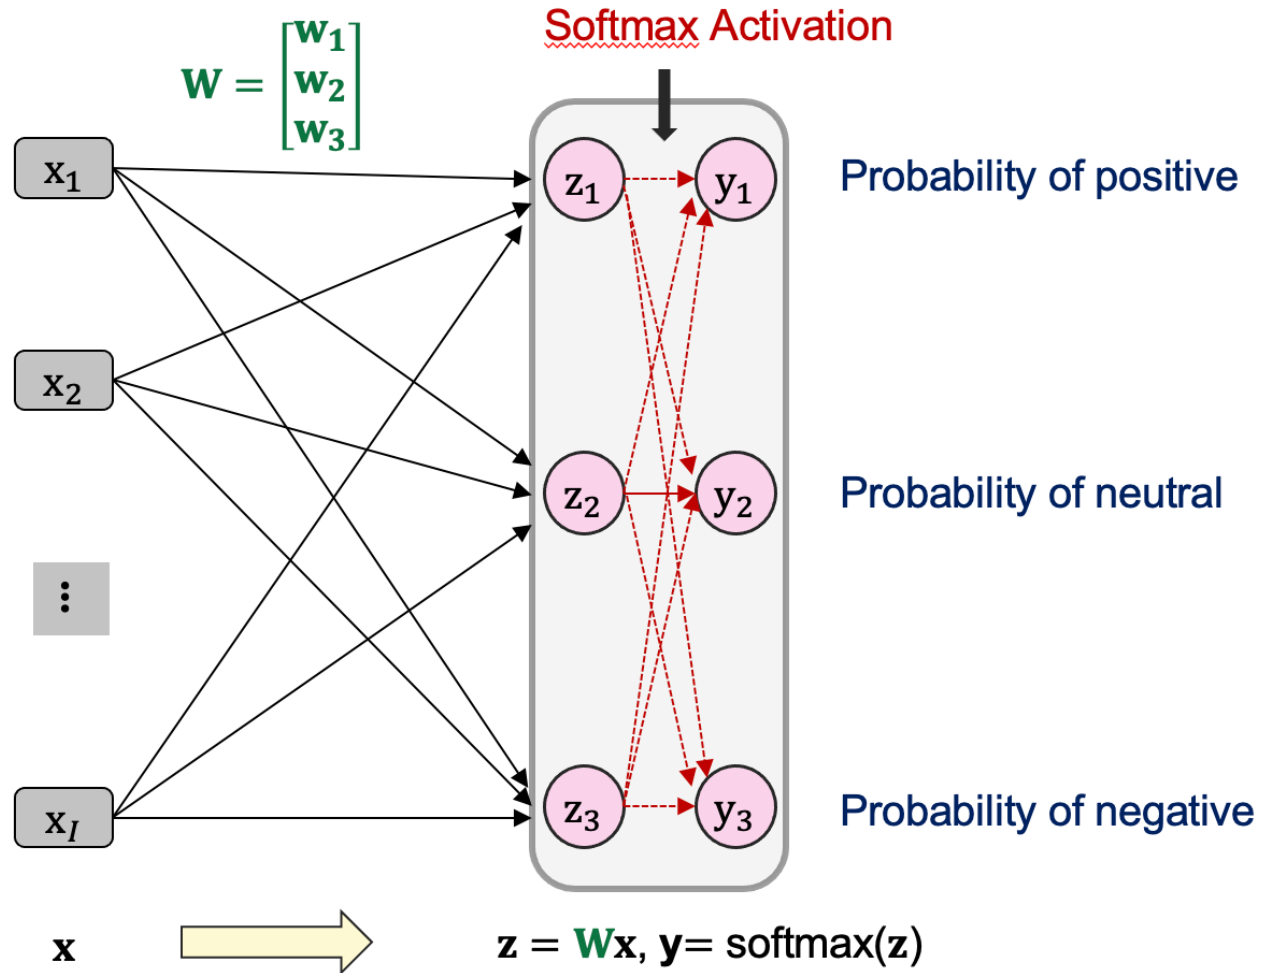 Softmax Activation
W = [w₁ w₂ w₃]
x₁
z₁
y₁
Probability of positive
x₂
z₂
y₂
Probability of neutral
⋮
x_I
z₃
y₃
Probability of negative
x
z = Wx, y= softmax(z)